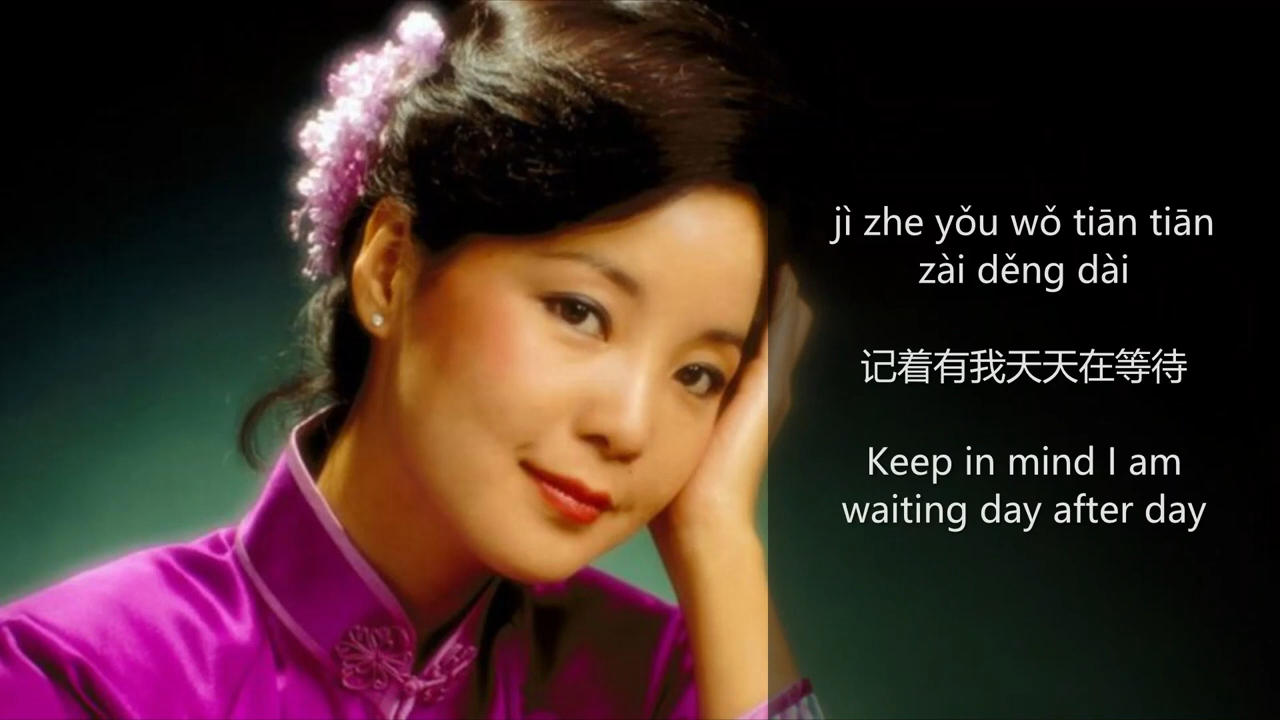 jì zhe yǒu wǒ tiān tiān
zài děng dài
记着有我天天在等待
Keep in mind I am
waiting day after day